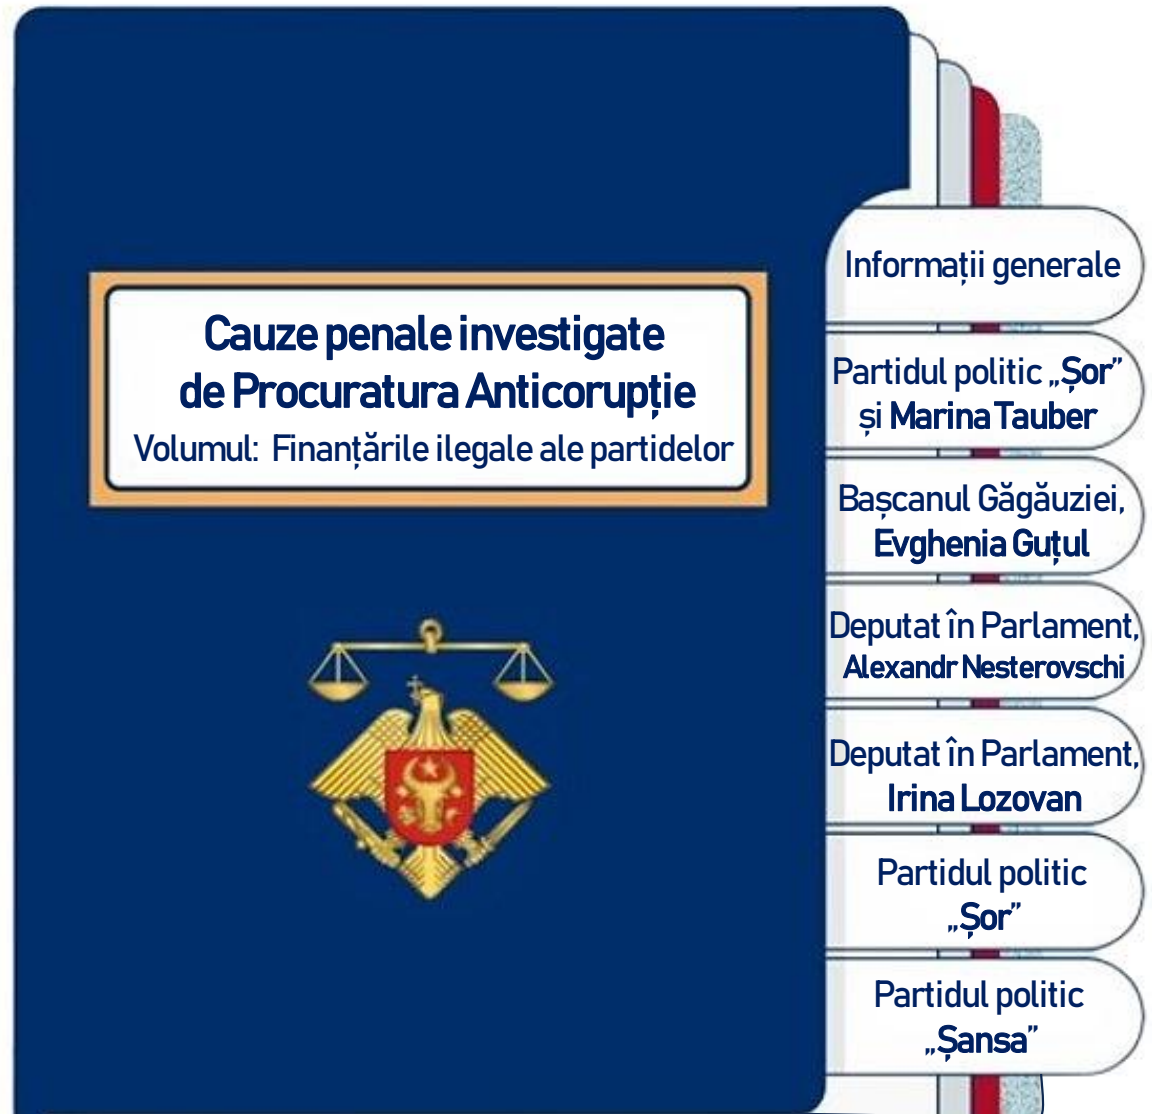 Cauze penale investigate
de Procuratura Anticorupție
Volumul: Finanțările ilegale ale partidelor
Informații generale
Partidul politic „Șor”
și Marina Tauber
Bașcanul Găgăuziei,
Evghenia Guțul
Deputat în Parlament,
Alexandr Nesterovschi
Deputat în Parlament,
Irina Lozovan
Partidul politic
„Șor”
Partidul politic
„Șansa”